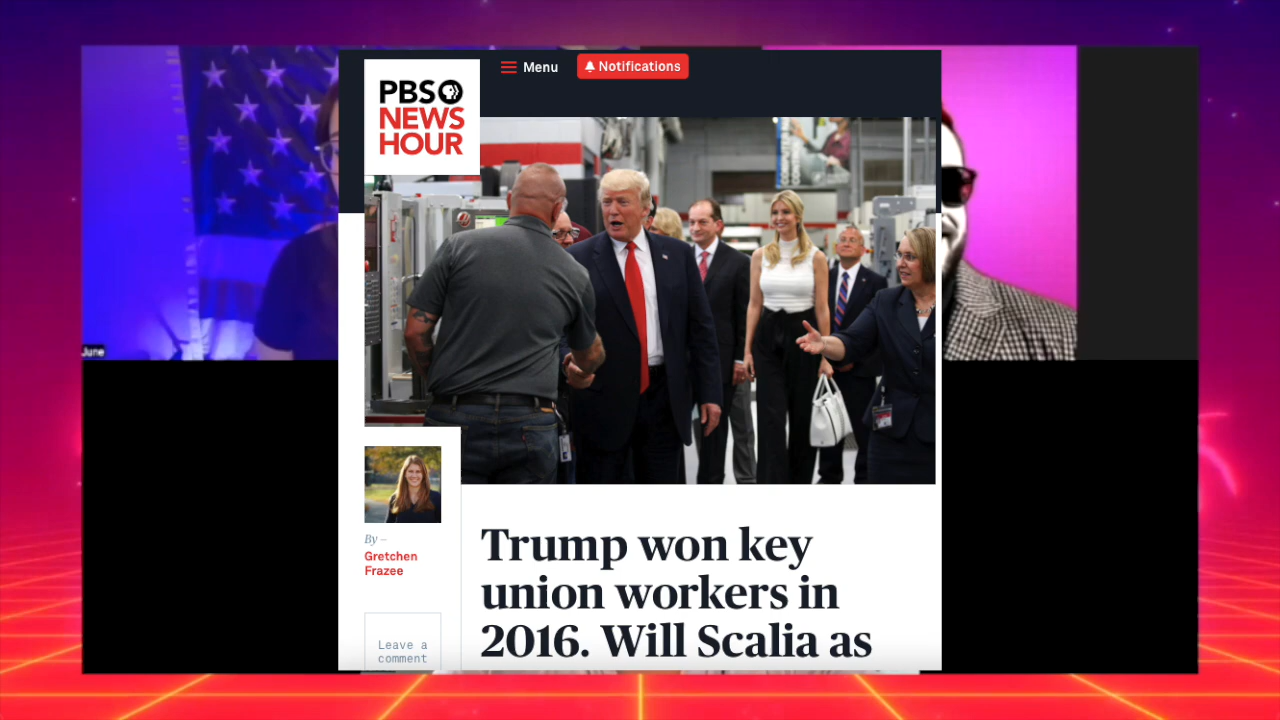 Menu
Notifications
PBS
NEWS
HOUR
June
By —
Gretchen
Frazee
Leave a
comment
Trump won key
union workers in
2016. Will Scalia as